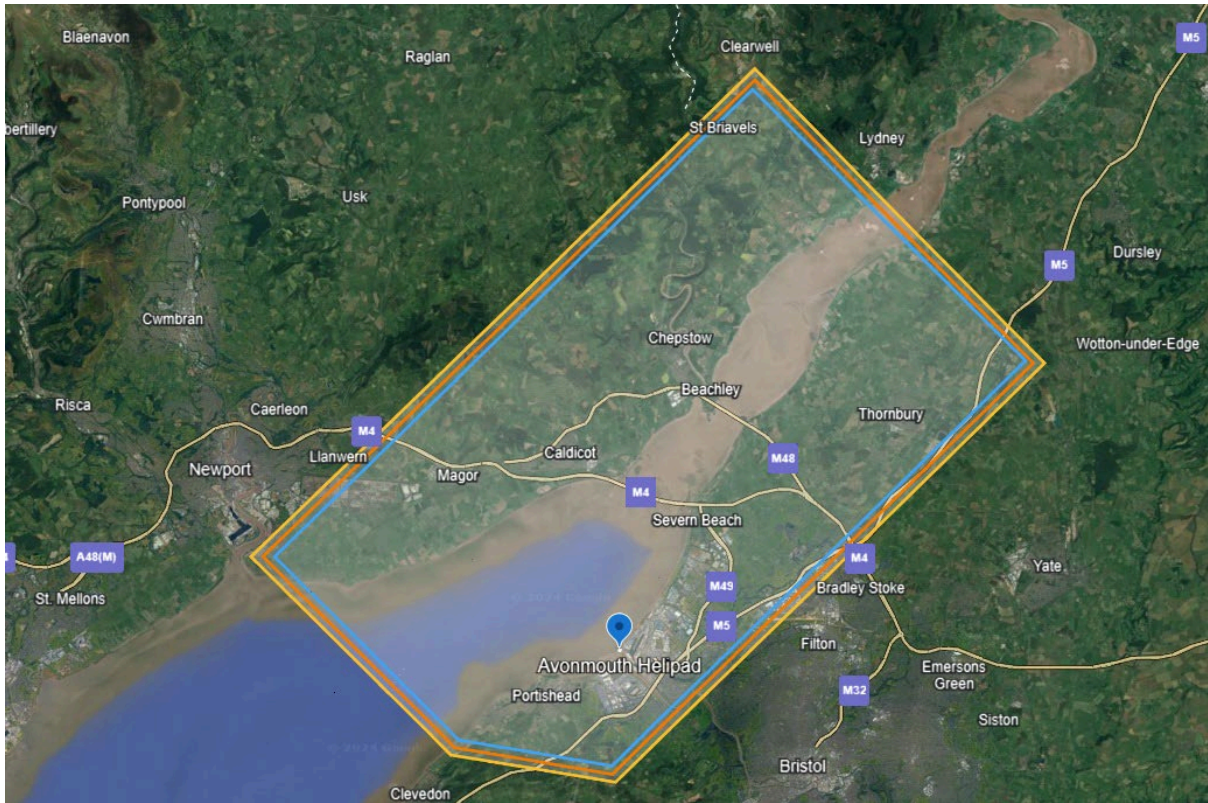 Blaenavon
Raglan
Clearwell
M5
bertillery
St Briavels
Lydney
Usk
Pontypool
Dursley
M5
Cwmbran
Chepstow
Wotton-under-Edge
Beachley
Risca
Caerleon
Thornbury
M4
Llanwern
Caldicot
M48
Newport
Magor
M4
Severn Beach
4
A48(M)
M4
Yate
M49
Bradley Stoke
St. Mellons
M5
Filton
Avonmouth Helipad
Emersons
Green
Portishead
M32
Siston
Bristol
Clevedon